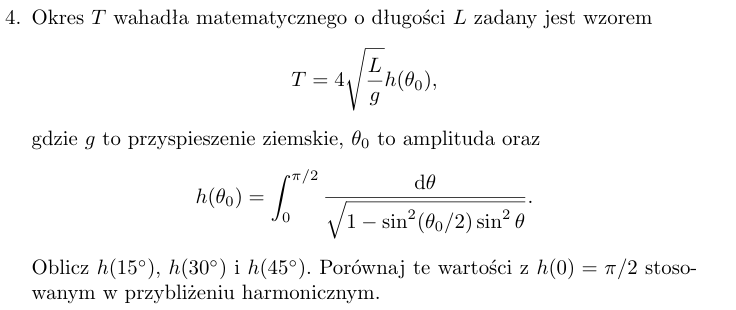 4. Okres T wahadła matematycznego o długości L zadany jest wzorem
T = 4√(L/g) h(θ₀),
gdzie g to przyspieszenie ziemskie, θ₀ to amplituda oraz
h(θ₀) = ∫₀^{π/2} dθ / √(1 − sin²(θ₀/2) sin² θ).
Oblicz h(15°), h(30°) i h(45°). Porównaj te wartości z h(0) = π/2 stoso-
wanym w przybliżeniu harmonicznym.